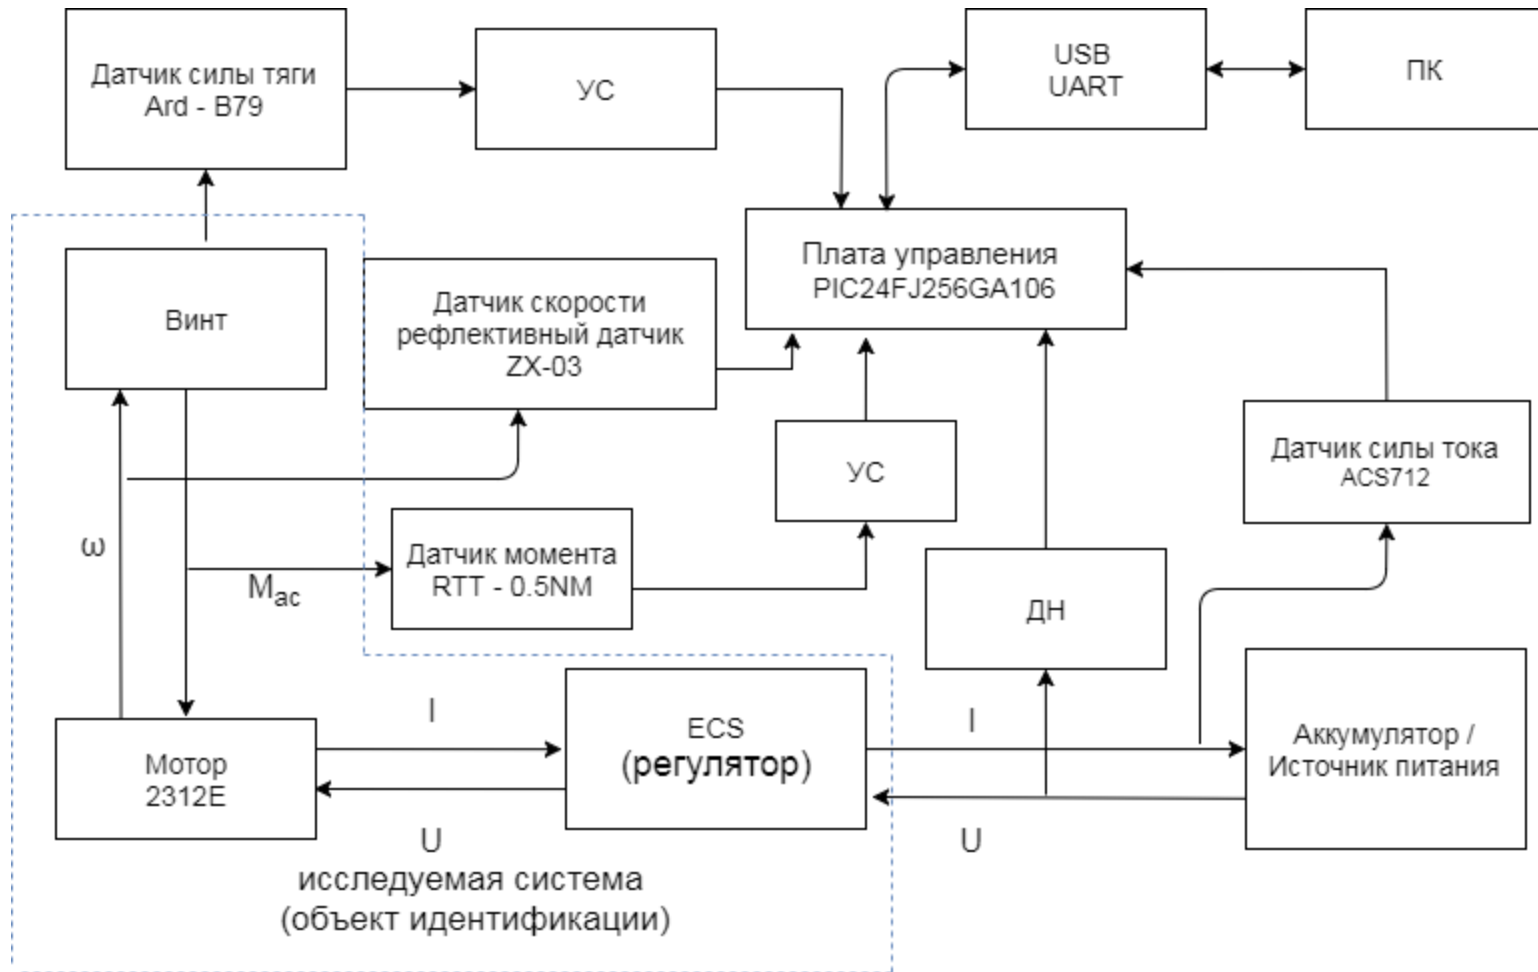 Датчик силы тяги
Ard - B79
УС
USB
UART
ПК
Плата управления
PIC24FJ256GA106
Винт
Датчик скорости
рефлективный датчик
ZX-03
УС
Датчик силы тока
ACS712
ω
Датчик момента
RTT - 0.5NM
Mac
ДН
I
I
ECS
(регулятор)
Аккумулятор /
Источник питания
Мотор
2312E
U
U
исследуемая система
(объект идентификации)